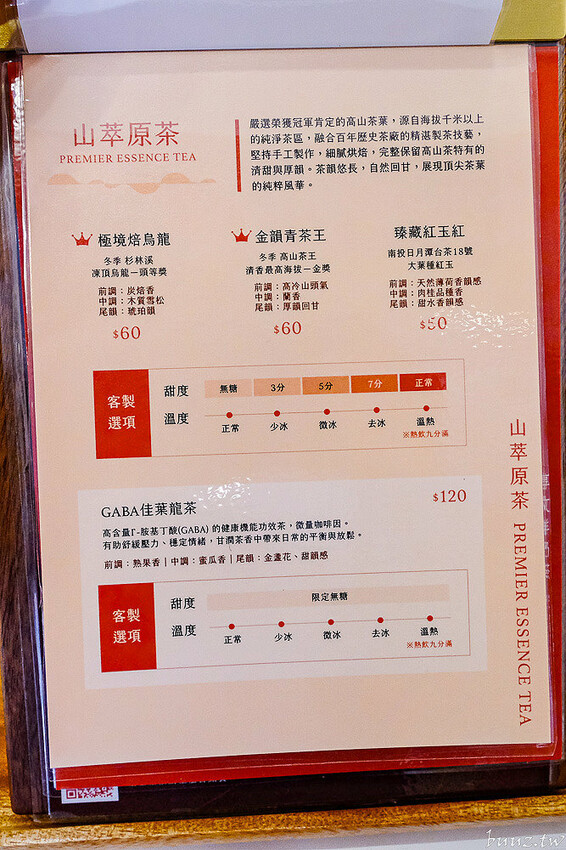 山萃原茶
PREMIER ESSENCE TEA
嚴選榮獲冠軍肯定的高山茶葉，源自海拔千米以上
的純淨茶區，融合百年歷史茶廠的精湛製茶技藝，
堅持手工製作，細膩烘焙，完整保留高山茶特有的
清甜與厚韻。茶韻悠長，自然回甘，展現頂尖茶葉
的純粹風華。
極境焙烏龍
冬季 杉林溪
凍頂烏龍－頭等獎
前調：炭焙香
中調：木質雪松
尾韻：琥珀韻
$60
金韻青茶王
冬季 高山茶王
清香最高海拔－金獎
前調：高冷山頭氣
中調：蘭香
尾韻：厚韻回甘
$60
臻藏紅玉紅
南投日月潭台茶18號
大葉種紅玉
前調：天然薄荷香韻感
中調：肉桂品種香
尾韻：甜水香韻感
$50
客製
選項
甜度 無糖 3分 5分 7分 正常
溫度 正常 少冰 微冰 去冰 溫熱
※熱飲九分滿
GABA佳葉龍茶 $120
高含量Γ-胺基丁酸(GABA) 的健康機能功效茶，微量咖啡因。
有助舒緩壓力、穩定情緒，甘潤茶香中帶來日常的平衡與放鬆。
前調：熟果香｜中調：蜜瓜香｜尾韻：金盞花、甜韻感
客製
選項
甜度 限定無糖
溫度 正常 少冰 微冰 去冰 溫熱
※熱飲九分滿
山萃原茶 PREMIER ESSENCE TEA
buuz.tw